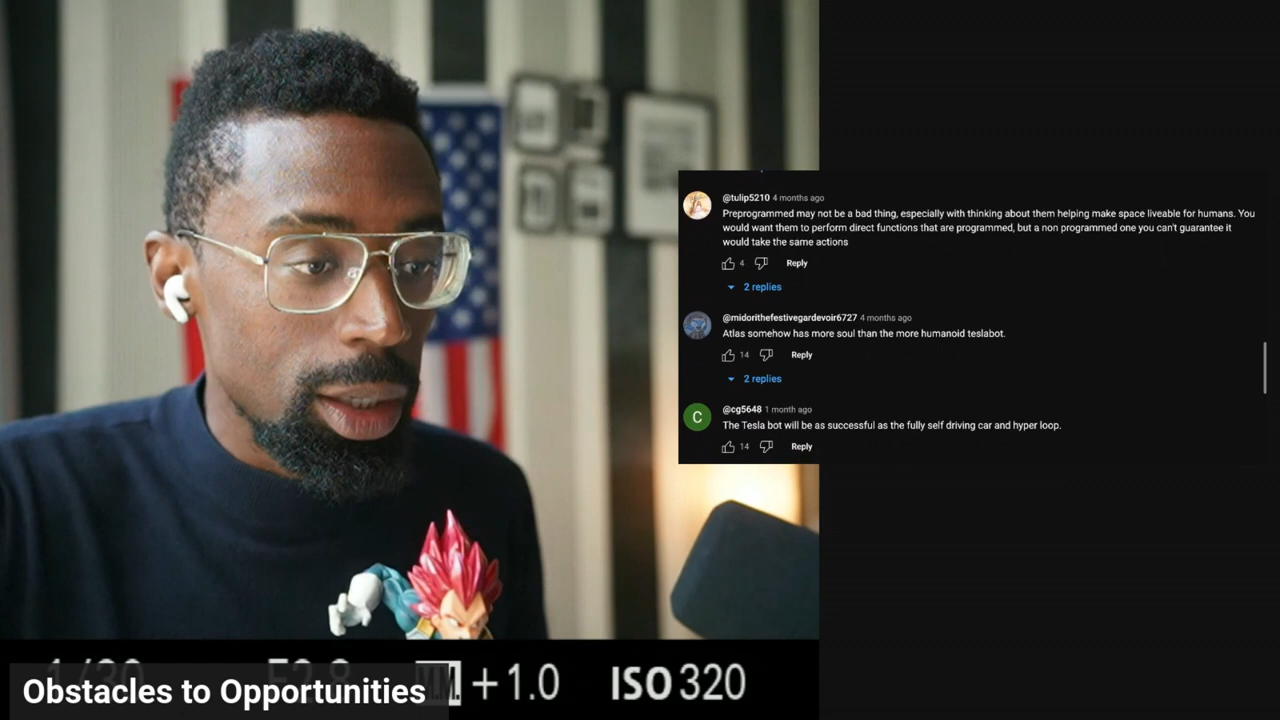 @tulip5210 4 months ago
Preprogrammed may not be a bad thing, especially with thinking about them helping make space liveable for humans. You
would want them to perform direct functions that are programmed, but a non programmed one you can't guarantee it
would take the same actions
4 Reply
2 replies
@midorithefestivegardevoir6727 4 months ago
Atlas somehow has more soul than the more humanoid teslabot.
14 Reply
2 replies
C
@cg5648 1 month ago
The Tesla bot will be as successful as the fully self driving car and hyper loop.
14 Reply
1/30 F2.8 M.M. +1.0 ISO 320
Obstacles to Opportunities